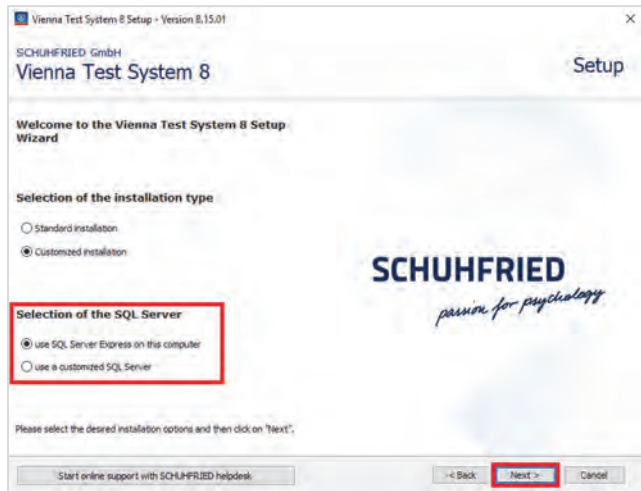 Vienna Test System 8 Setup - Version 8.15.01
SCHUHFRIED GmbH
Vienna Test System 8
Setup
Welcome to the Vienna Test System 8 Setup
Wizard
Selection of the installation type
Standard installation
Customized installation
SCHUHFRIED
passion for psychology
Selection of the SQL Server
use SQL Server Express on this computer
use a customized SQL Server
Please select the desired installation options and then click on "Next".
Start online support with SCHUHFRIED helpdesk
< Back
Next >
Cancel